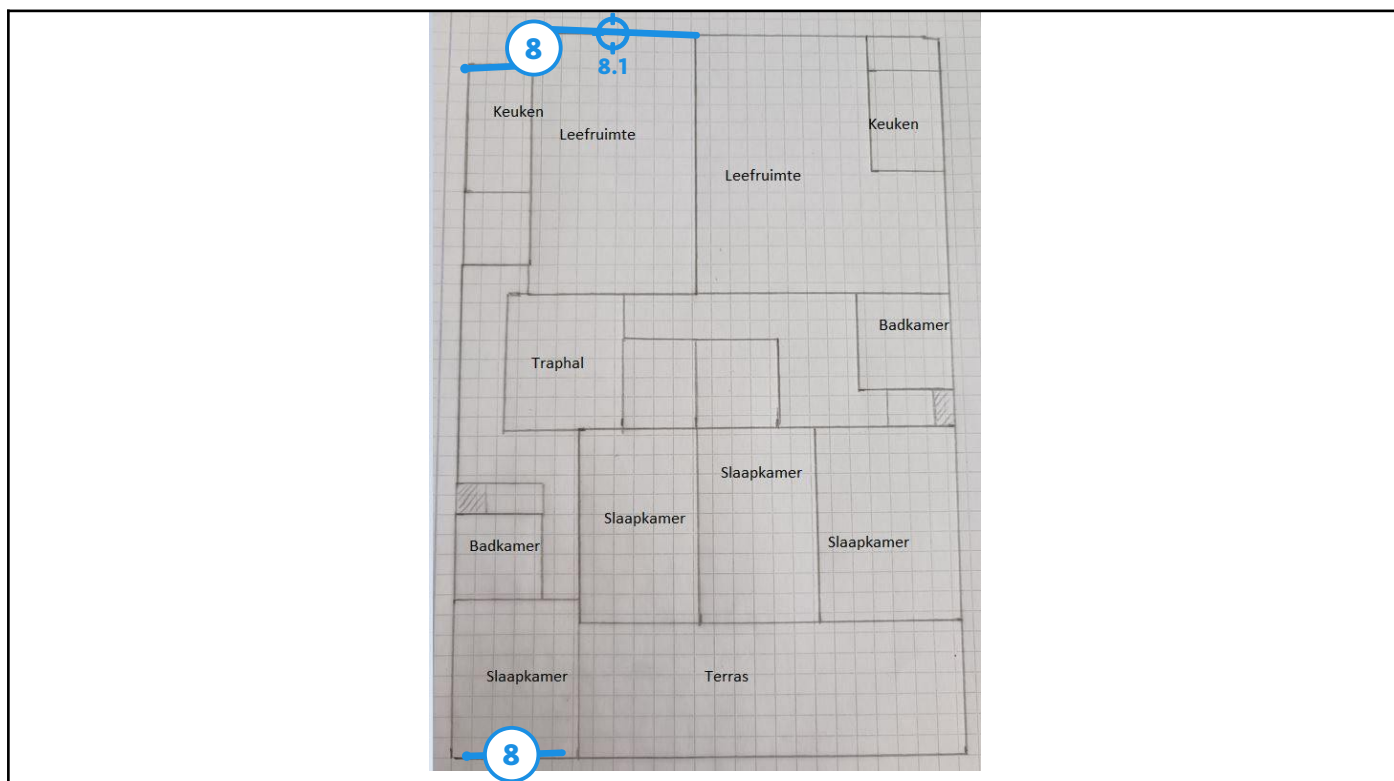 8
8.1
Keuken
Leefruimte
Keuken
Leefruimte
Badkamer
Traphal
Slaapkamer
Slaapkamer
Slaapkamer
Badkamer
Slaapkamer
Terras
8